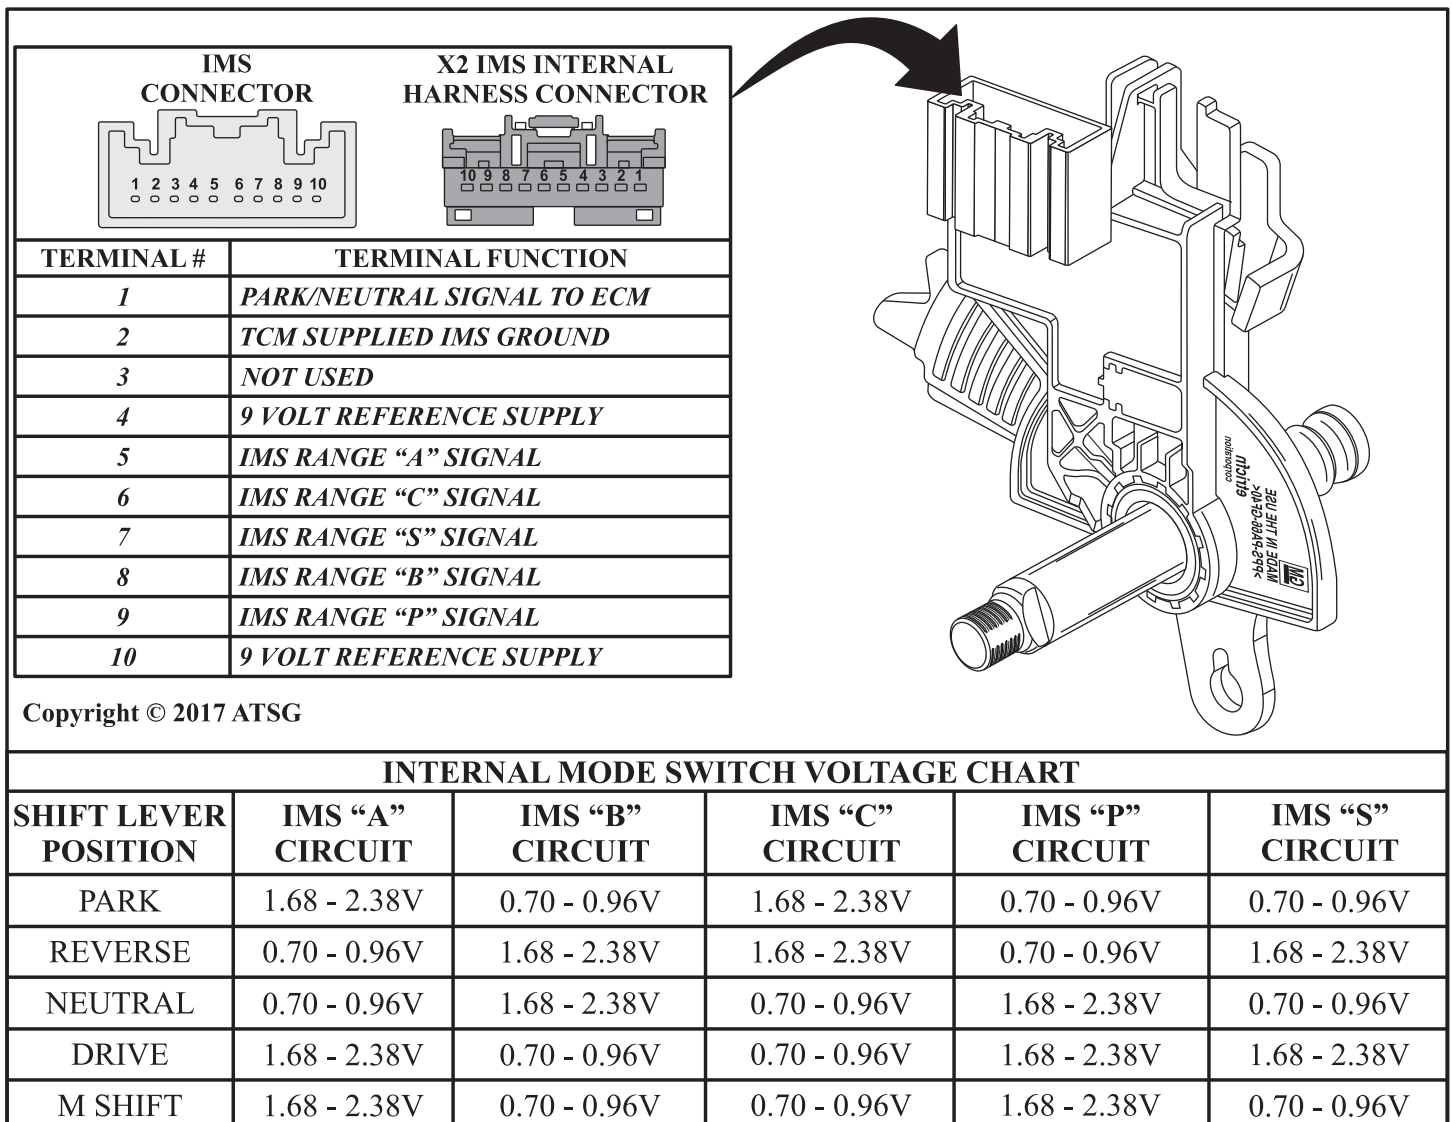 IMS
CONNECTOR
X2 IMS INTERNAL
HARNESS CONNECTOR
1 2 3 4 5 6 7 8 9 10
10 9 8 7 6 5 4 3 2 1
TERMINAL # TERMINAL FUNCTION
1 PARK/NEUTRAL SIGNAL TO ECM
2 TCM SUPPLIED IMS GROUND
3 NOT USED
4 9 VOLT REFERENCE SUPPLY
5 IMS RANGE “A” SIGNAL
6 IMS RANGE “C” SIGNAL
7 IMS RANGE “S” SIGNAL
8 IMS RANGE “B” SIGNAL
9 IMS RANGE “P” SIGNAL
10 9 VOLT REFERENCE SUPPLY
corporation
MADE IN THE USA
GM
Copyright © 2017 ATSG
INTERNAL MODE SWITCH VOLTAGE CHART
SHIFT LEVER
POSITION
IMS “A”
CIRCUIT
IMS “B”
CIRCUIT
IMS “C”
CIRCUIT
IMS “P”
CIRCUIT
IMS “S”
CIRCUIT
PARK 1.68 - 2.38V 0.70 - 0.96V 1.68 - 2.38V 0.70 - 0.96V 0.70 - 0.96V
REVERSE 0.70 - 0.96V 1.68 - 2.38V 1.68 - 2.38V 0.70 - 0.96V 1.68 - 2.38V
NEUTRAL 0.70 - 0.96V 1.68 - 2.38V 0.70 - 0.96V 1.68 - 2.38V 0.70 - 0.96V
DRIVE 1.68 - 2.38V 0.70 - 0.96V 0.70 - 0.96V 1.68 - 2.38V 1.68 - 2.38V
M SHIFT 1.68 - 2.38V 0.70 - 0.96V 0.70 - 0.96V 1.68 - 2.38V 0.70 - 0.96V